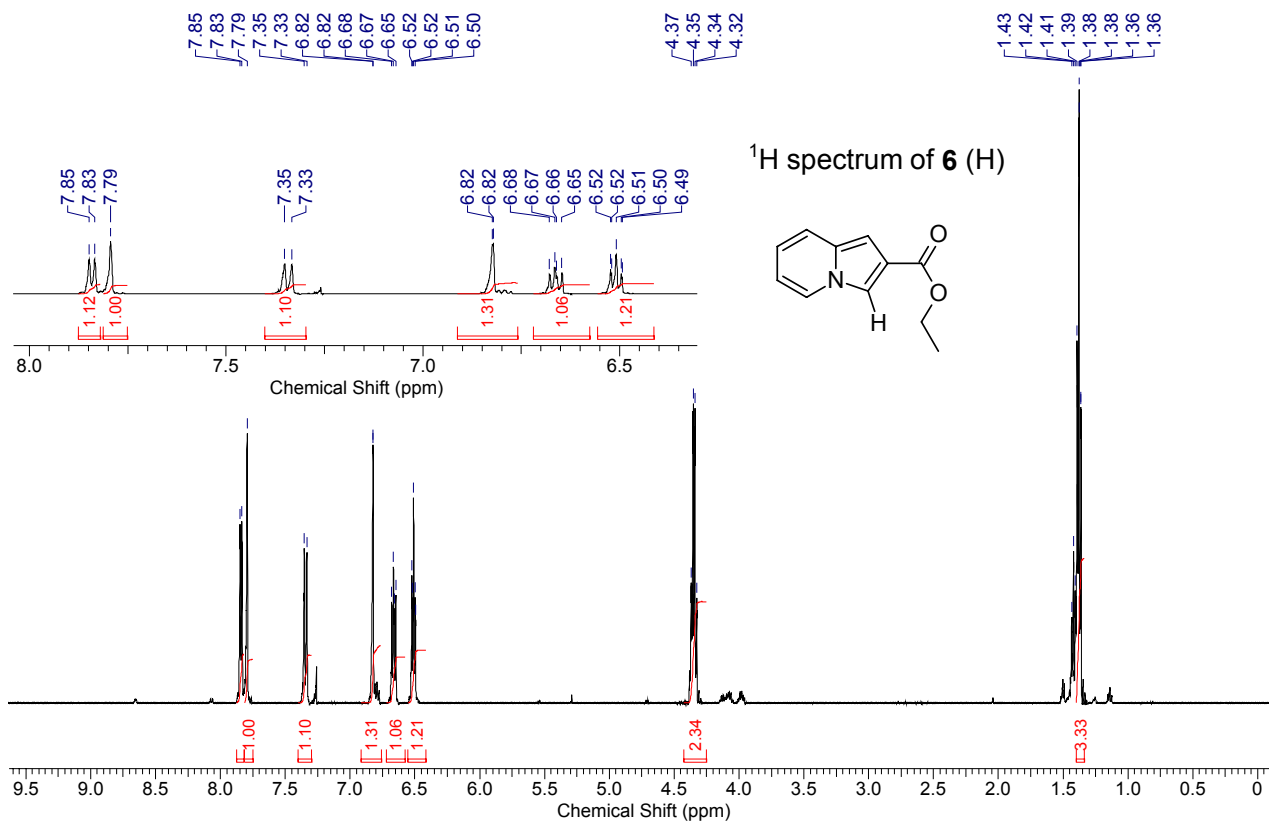 7.85 7.83 7.79 7.35 7.33 6.82 6.82 6.68 6.67 6.65 6.52 6.52 6.51 6.50 4.37 4.35 4.34 4.32 1.43 1.42 1.41 1.39 1.38 1.38 1.36 1.36
¹H spectrum of 6 (H)
7.85 7.83 7.79 7.35 7.33 6.82 6.82 6.68 6.67 6.66 6.65 6.52 6.52 6.51 6.50 6.49
O
N
O
H
1.12 1.00 1.10 1.31 1.06 1.21
8.0 7.5 7.0 6.5
Chemical Shift (ppm)
1.00 1.10 1.31 1.06 1.21 2.34 3.33
9.5 9.0 8.5 8.0 7.5 7.0 6.5 6.0 5.5 5.0 4.5 4.0 3.5 3.0 2.5 2.0 1.5 1.0 0.5 0
Chemical Shift (ppm)